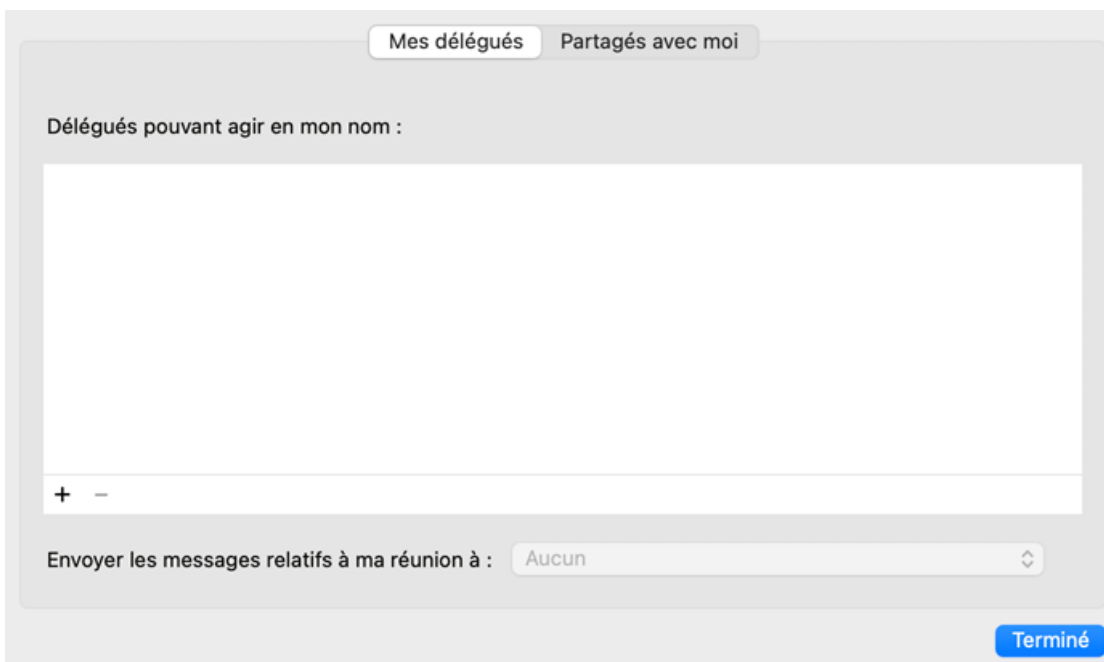 Mes délégués Partagés avec moi
Délégués pouvant agir en mon nom :
+ −
Envoyer les messages relatifs à ma réunion à : Aucun
Terminé